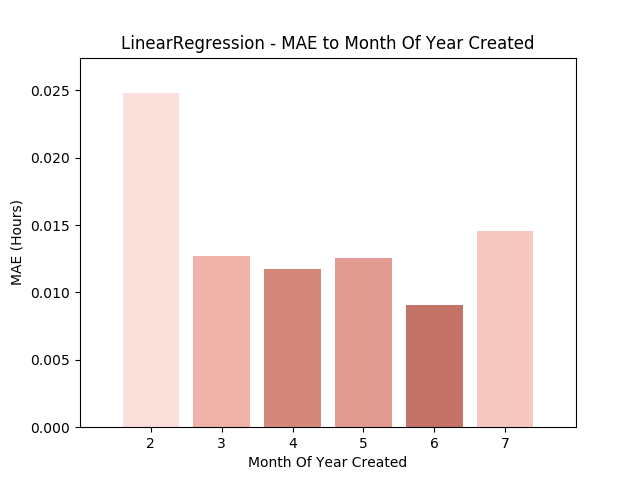 LinearRegression - MAE to Month Of Year Created
0.025
0.020
0.015
0.010
0.005
0.000
MAE (Hours)
2 3 4 5 6 7
Month Of Year Created